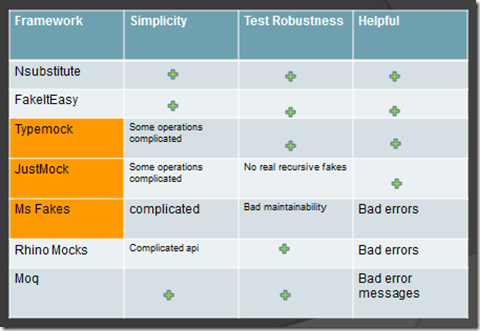 Framework Simplicity Test Robustness Helpful
Nsubstitute
FakeItEasy
Typemock Some operations
complicated
JustMock Some operations No real recursive fakes
complicated
Ms Fakes complicated Bad maintainability Bad errors
Rhino Mocks Complicated api Bad errors
Moq Bad error
messages